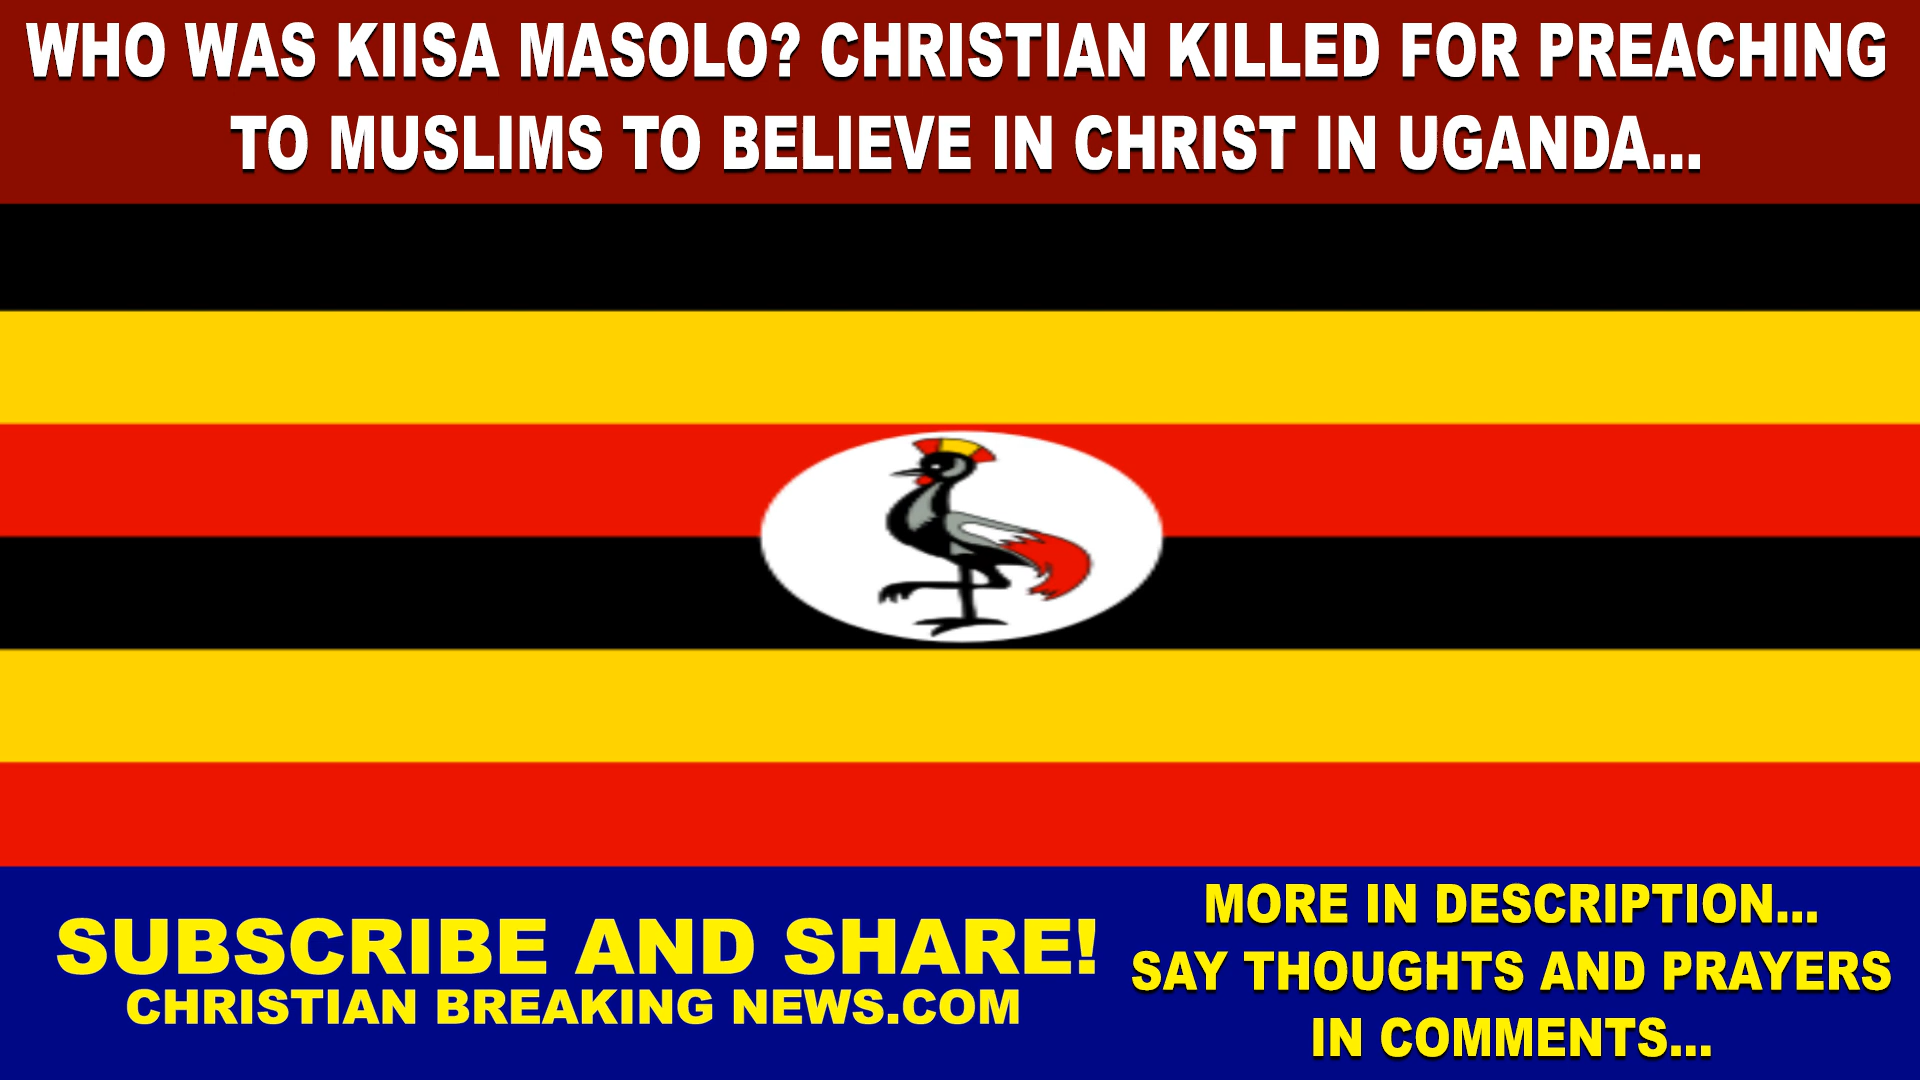 WHO WAS KIISA MASOLO? CHRISTIAN KILLED FOR PREACHING
TO MUSLIMS TO BELIEVE IN CHRIST IN UGANDA...
SUBSCRIBE AND SHARE!
CHRISTIAN BREAKING NEWS.COM
MORE IN DESCRIPTION...
SAY THOUGHTS AND PRAYERS
IN COMMENTS...